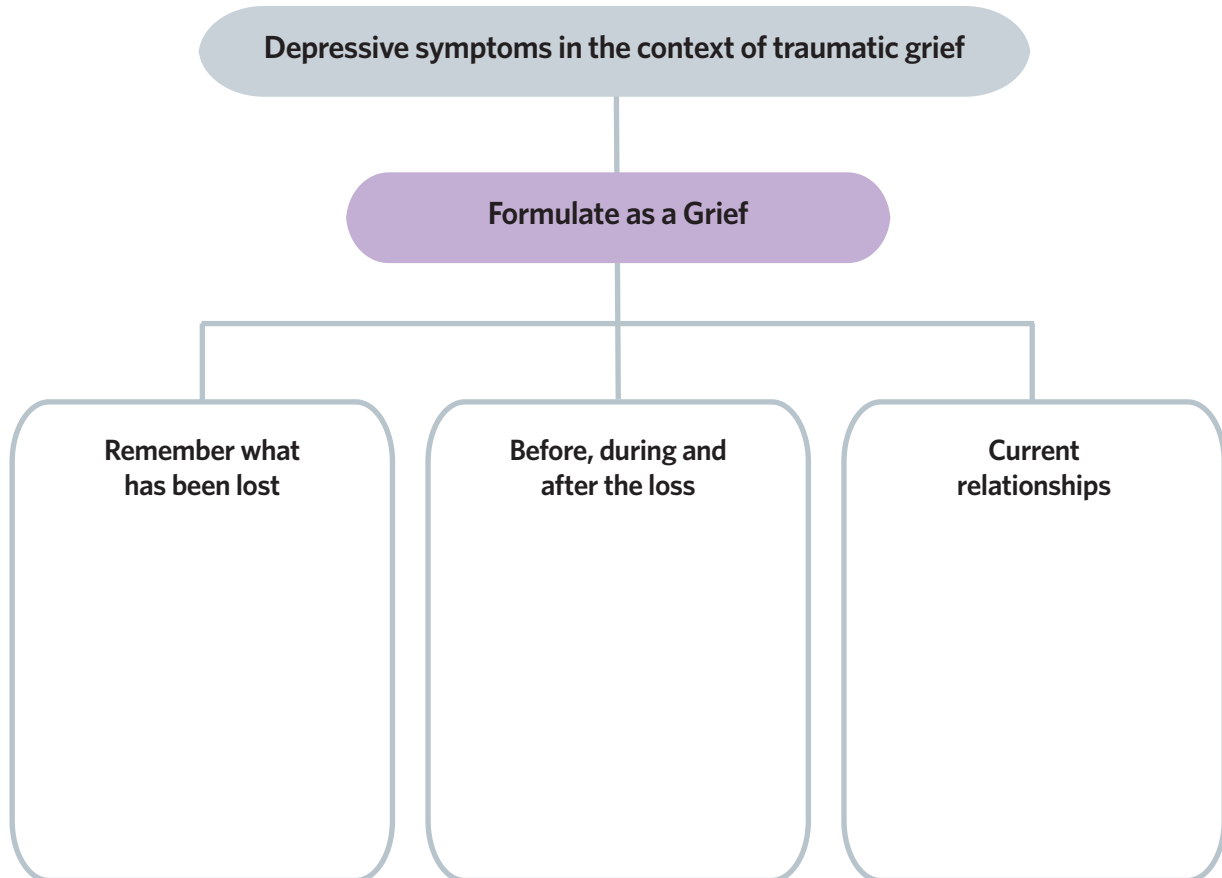 Depressive symptoms in the context of traumatic grief
Formulate as a Grief
Remember what
has been lost
Before, during and
after the loss
Current
relationships